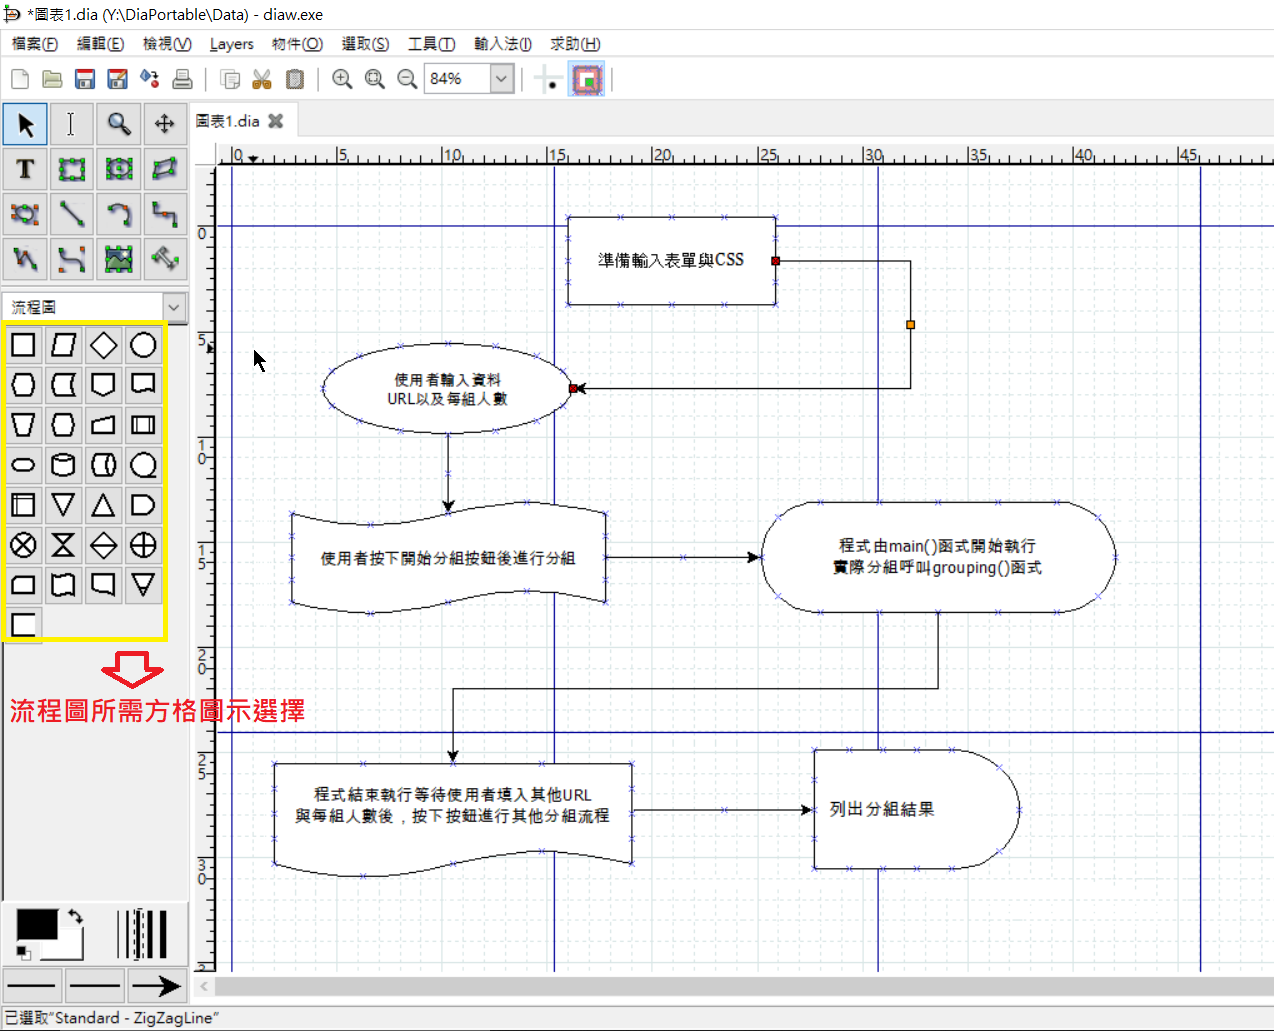 *圖表1.dia (Y:\DiaPortable\Data) - diaw.exe
檔案(F) 編輯(E) 檢視(V) Layers 物件(O) 選取(S) 工具(T) 輸入法(I) 求助(H)
84%
圖表1.dia
T
0 5 10 15 20 25 30 35 40 45
流程圖
0
5
10
15
20
25
30
準備輸入表單與CSS
使用者輸入資料
URL以及每組人數
使用者按下開始分組按鈕後進行分組
程式由main()函式開始執行
實際分組呼叫grouping()函式
流程圖所需方格圖示選擇
程式結束執行等待使用者填入其他URL
與每組人數後，按下按鈕進行其他分組流程
列出分組結果
已選取“Standard - ZigZagLine”